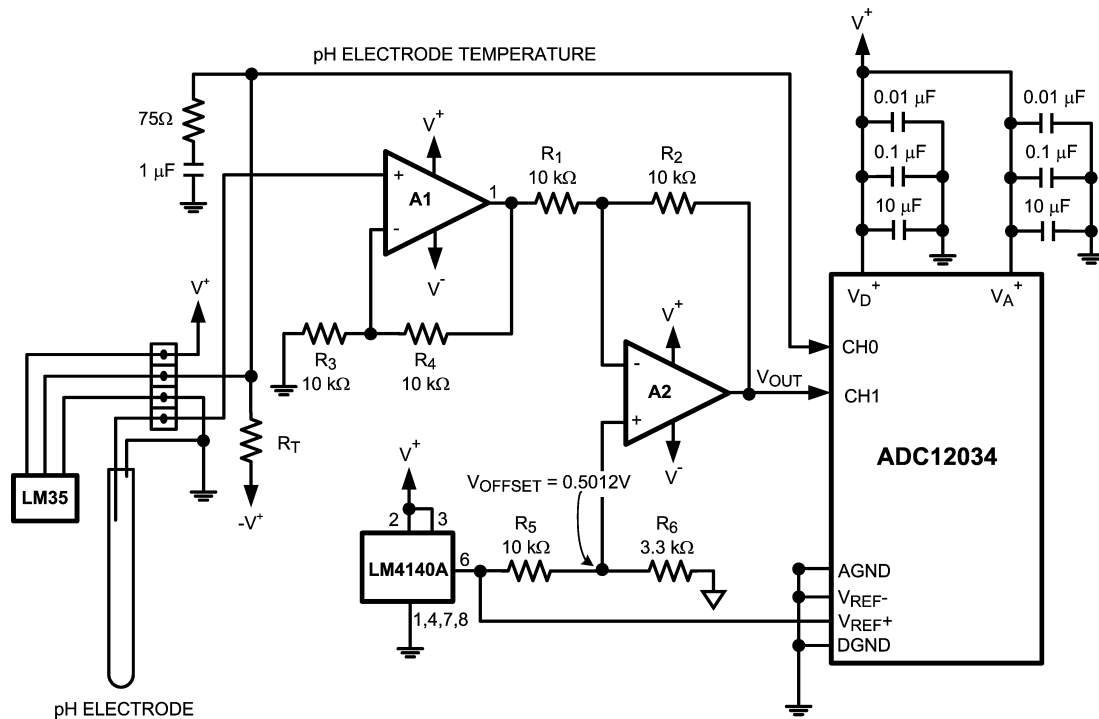 pH ELECTRODE TEMPERATURE
75Ω
1 µF
V+
A1
+
-
1
V-
R1
10 kΩ
R2
10 kΩ
R3
10 kΩ
R4
10 kΩ
V+
V+
0.01 µF
0.1 µF
10 µF
0.01 µF
0.1 µF
10 µF
VD+
VA+
CH0
CH1
ADC12034
AGND
VREF-
VREF+
DGND
V+
A2
-
+
V-
VOUT
VOFFSET = 0.5012V
R5
10 kΩ
R6
3.3 kΩ
V+
2
3
LM4140A
6
1,4,7,8
RT
-V+
LM35
pH ELECTRODE